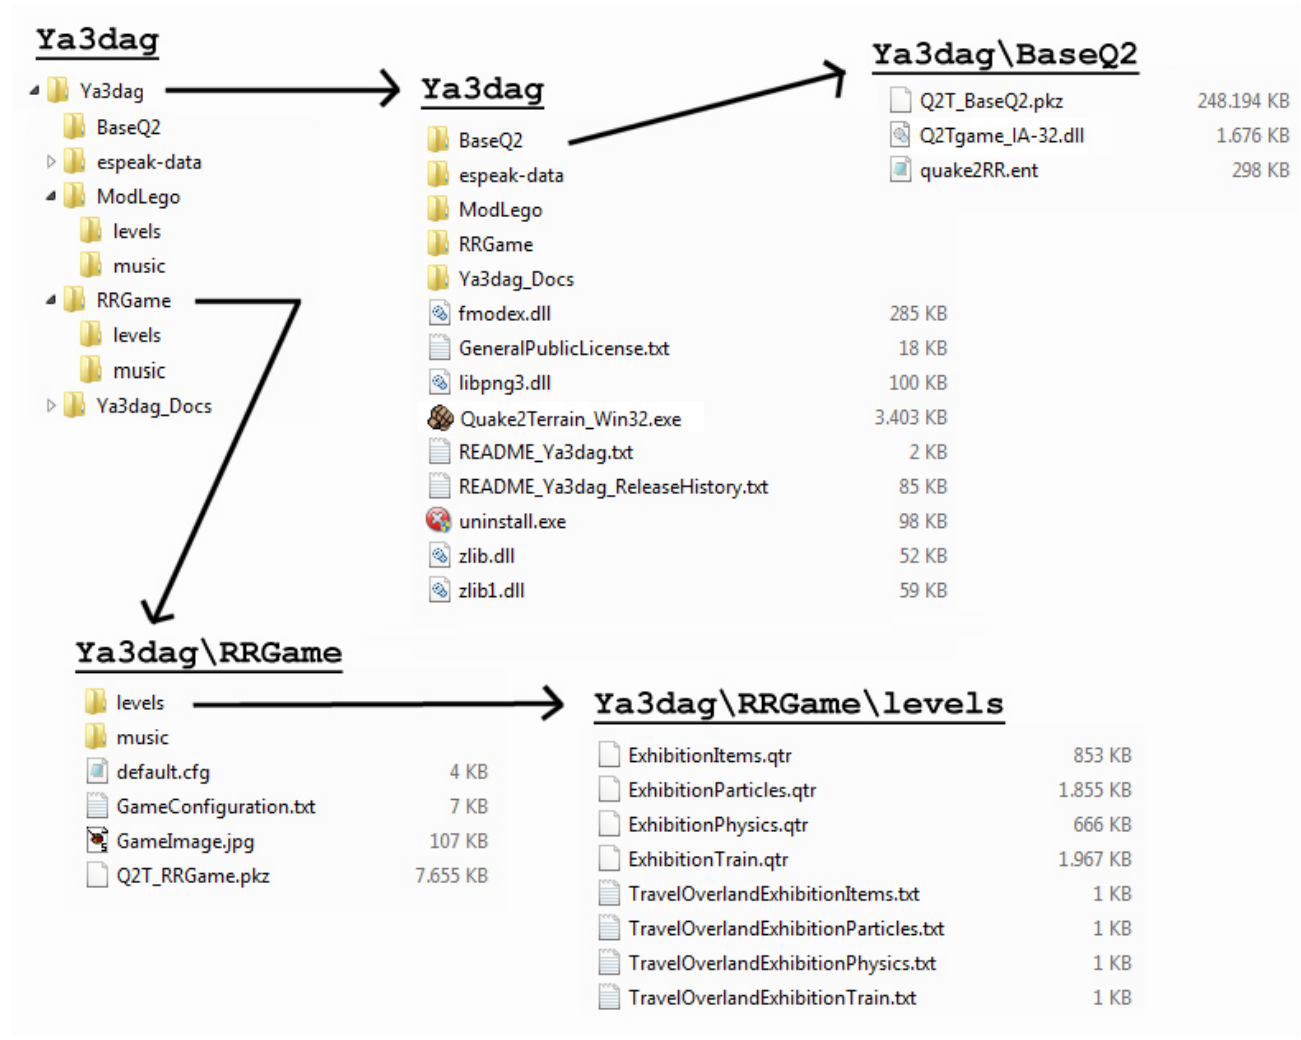 Ya3dag
Ya3dag
BaseQ2
espeak-data
ModLego
levels
music
RRGame
levels
music
Ya3dag_Docs
Ya3dag
BaseQ2
espeak-data
ModLego
RRGame
Ya3dag_Docs
fmodex.dll 285 KB
GeneralPublicLicense.txt 18 KB
libpng3.dll 100 KB
Quake2Terrain_Win32.exe 3.403 KB
README_Ya3dag.txt 2 KB
README_Ya3dag_ReleaseHistory.txt 85 KB
uninstall.exe 98 KB
zlib.dll 52 KB
zlib1.dll 59 KB
Ya3dag\BaseQ2
Q2T_BaseQ2.pkz 248.194 KB
Q2Tgame_IA-32.dll 1.676 KB
quake2RR.ent 298 KB
Ya3dag\RRGame
levels
music
default.cfg 4 KB
GameConfiguration.txt 7 KB
GameImage.jpg 107 KB
Q2T_RRGame.pkz 7.655 KB
Ya3dag\RRGame\levels
ExhibitionItems.qtr 853 KB
ExhibitionParticles.qtr 1.855 KB
ExhibitionPhysics.qtr 666 KB
ExhibitionTrain.qtr 1.967 KB
TravelOverlandExhibitionItems.txt 1 KB
TravelOverlandExhibitionParticles.txt 1 KB
TravelOverlandExhibitionPhysics.txt 1 KB
TravelOverlandExhibitionTrain.txt 1 KB